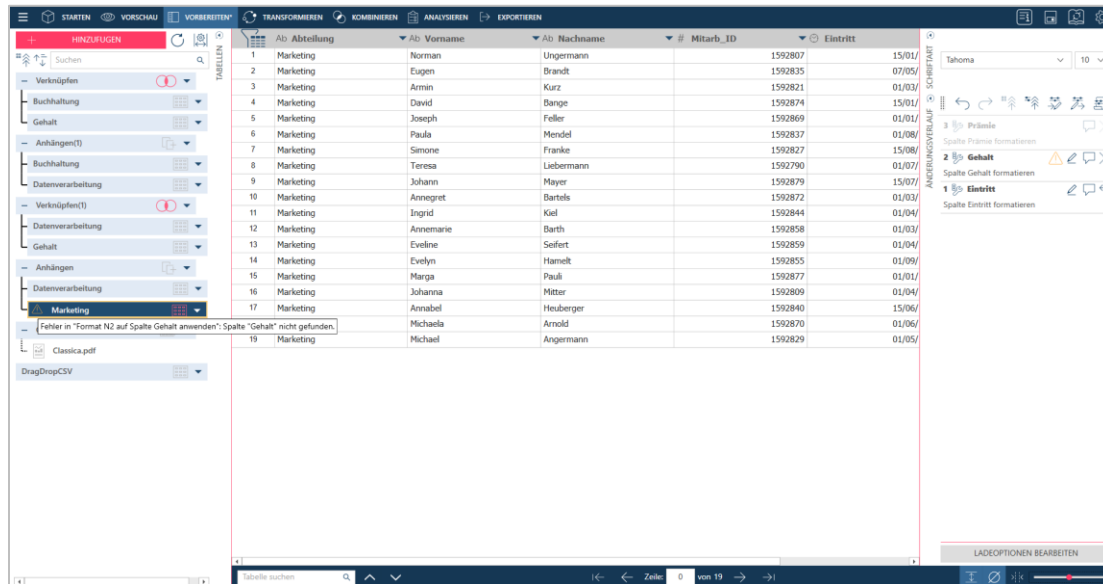 STARTEN VORSCHAU VORBEREITEN* TRANSFORMIEREN KOMBINIEREN ANALYSIEREN EXPORTIEREN
HINZUFÜGEN
Suchen
TABELLEN
Verknüpfen
Buchhaltung
Gehalt
Anhängen(1)
Buchhaltung
Datenverarbeitung
Verknüpfen(1)
Datenverarbeitung
Gehalt
Anhängen
Datenverarbeitung
Marketing
Fehler in "Format N2 auf Spalte Gehalt anwenden": Spalte "Gehalt" nicht gefunden.
Classica.pdf
DragDropCSV
Ab Abteilung Ab Vorname Ab Nachname # Mitarb_ID Eintritt
1 Marketing Norman Ungermann 1592807 15/01/
2 Marketing Eugen Brandt 1592835 07/05/
3 Marketing Armin Kurz 1592821 01/03/
4 Marketing David Bange 1592874 15/01/
5 Marketing Joseph Feller 1592869 01/01/
6 Marketing Paula Mendel 1592837 01/08/
7 Marketing Simone Franke 1592827 15/08/
8 Marketing Teresa Liebermann 1592790 01/07/
9 Marketing Johann Mayer 1592879 15/07/
10 Marketing Annegret Bartels 1592872 01/03/
11 Marketing Ingrid Kiel 1592844 01/04/
12 Marketing Annemarie Barth 1592858 01/03/
13 Marketing Eveline Seifert 1592859 01/04/
14 Marketing Evelyn Hamelt 1592855 01/09/
15 Marketing Marga Pauli 1592877 01/01/
16 Marketing Johanna Mitter 1592809 01/04/
17 Marketing Annabel Heuberger 1592840 15/06/
Michaela Arnold 1592870 01/06/
19 Marketing Michael Angermann 1592829 01/05/
Tabelle suchen Zeile: 0 von 19
SCHRIFTART
Tahoma 10
ÄNDERUNGSVERLAUF
3 Prämie
Spalte Prämie formatieren
2 Gehalt
Spalte Gehalt formatieren
1 Eintritt
Spalte Eintritt formatieren
LADEOPTIONEN BEARBEITEN